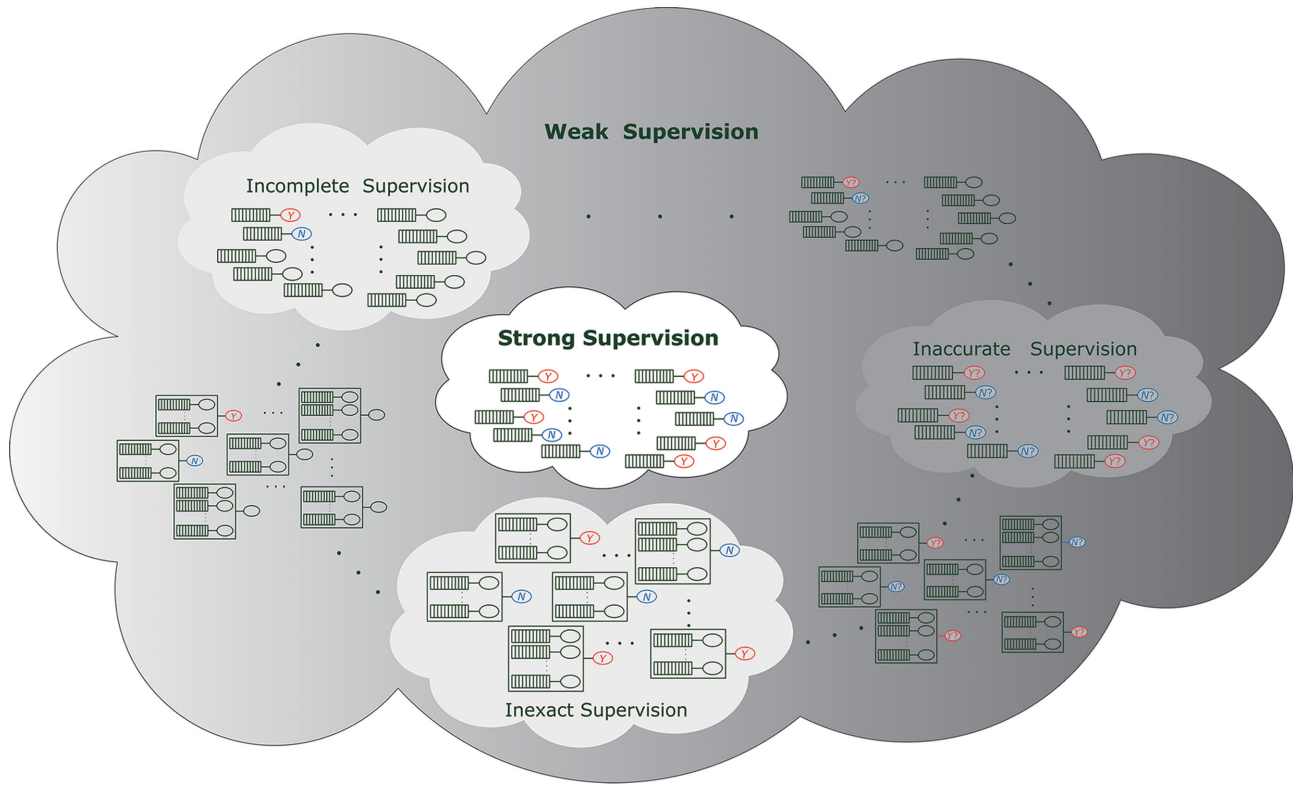 Weak Supervision
Incomplete Supervision
Y
N
Y?
N?
Strong Supervision
Y Y
N N
Y N
N Y
N Y
Inaccurate Supervision
Y? Y?
N? N?
Y? N?
N? Y?
N? Y?
Y
N
Y N
N N
Y Y
Inexact Supervision
Y? N?
N? N?
Y? Y?